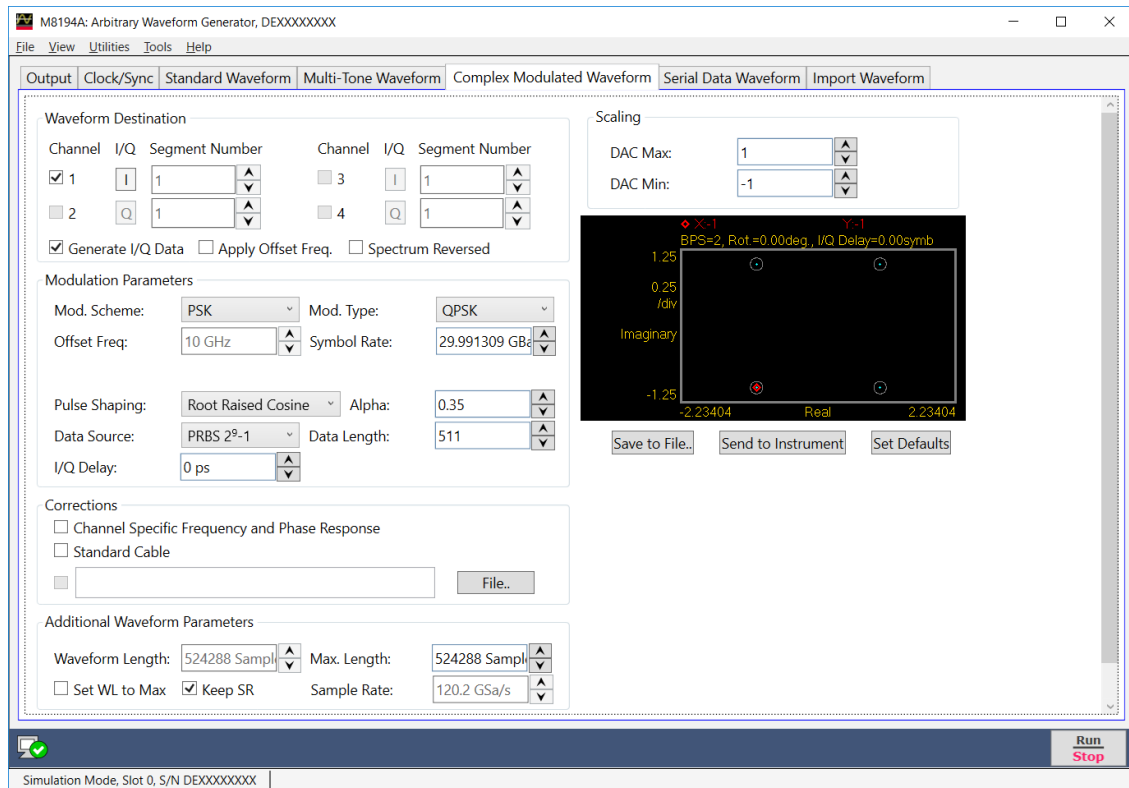 M8194A: Arbitrary Waveform Generator, DEXXXXXXXX
File View Utilities Tools Help
Output Clock/Sync Standard Waveform Multi-Tone Waveform Complex Modulated Waveform Serial Data Waveform Import Waveform
Waveform Destination
Channel I/Q Segment Number Channel I/Q Segment Number
1 I 1 3 I 1
2 Q 1 4 Q 1
Generate I/Q Data Apply Offset Freq. Spectrum Reversed
Modulation Parameters
Mod. Scheme: PSK Mod. Type: QPSK
Offset Freq: 10 GHz Symbol Rate: 29.991309 GBa
Pulse Shaping: Root Raised Cosine Alpha: 0.35
Data Source: PRBS 2⁹-1 Data Length: 511
I/Q Delay: 0 ps
Corrections
Channel Specific Frequency and Phase Response
Standard Cable
File..
Additional Waveform Parameters
Waveform Length: 524288 Sampl Max. Length: 524288 Sampl
Set WL to Max Keep SR Sample Rate: 120.2 GSa/s
Scaling
DAC Max: 1
DAC Min: -1
X:-1 Y:-1
BPS=2, Rot.=0.00deg., I/Q Delay=0.00symb
1.25
0.25
/div
Imaginary
-1.25
-2.23404 Real 2.23404
Save to File.. Send to Instrument Set Defaults
Run
Stop
Simulation Mode, Slot 0, S/N DEXXXXXXXX